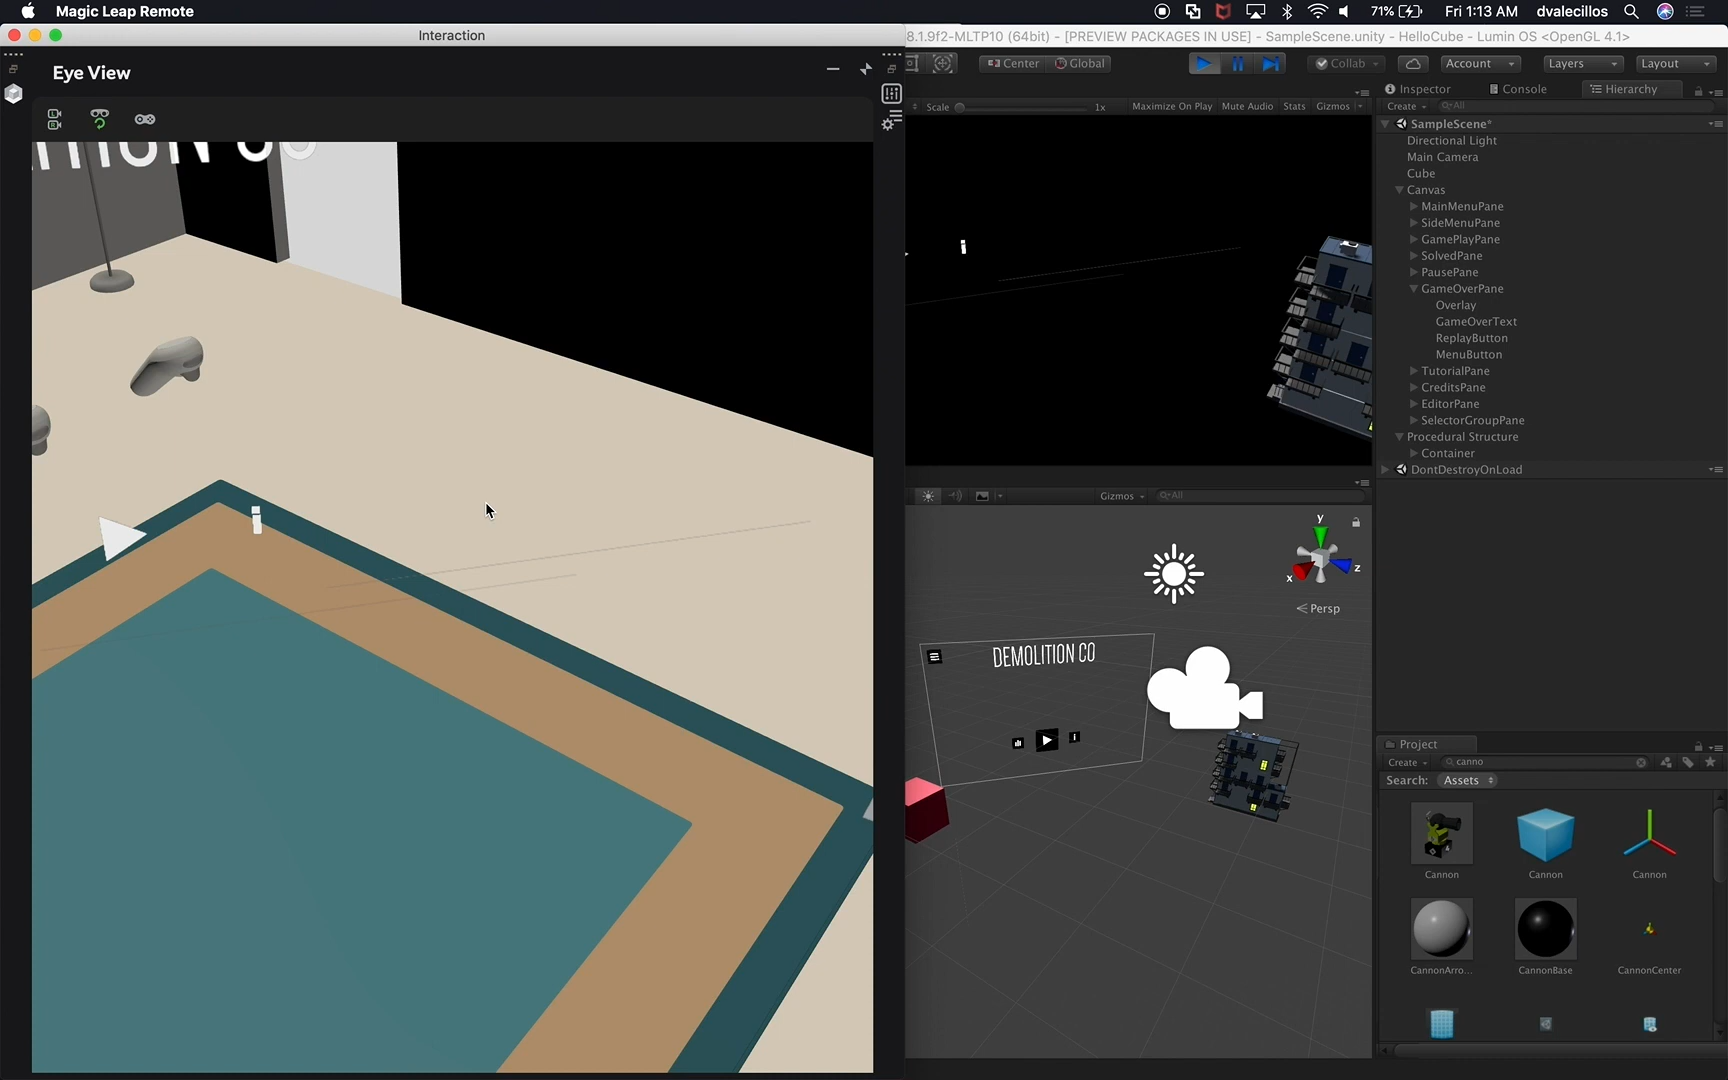 Magic Leap Remote
71%
Fri 1:13 AM
dvalecillos
Interaction
8.1.9f2-MLTP10 (64bit) - [PREVIEW PACKAGES IN USE] - SampleScene.unity - HelloCube - Lumin OS <OpenGL 4.1>
Eye View
Center
Global
Collab
Account
Layers
Layout
Inspector
Console
Hierarchy
Scale
1x
Maximize On Play
Mute Audio
Stats
Gizmos
Create
All
SampleScene*
Directional Light
Main Camera
Cube
Canvas
MainMenuPane
SideMenuPane
GamePlayPane
SolvedPane
PausePane
GameOverPane
Overlay
GameOverText
ReplayButton
MenuButton
TutorialPane
CreditsPane
EditorPane
SelectorGroupPane
Procedural Structure
Container
DontDestroyOnLoad
Gizmos
All
y
x
z
Persp
DEMOLITION CO
i
Project
Create
canno
Search:
Assets
Cannon
Cannon
Cannon
CannonArro...
CannonBase
CannonCenter